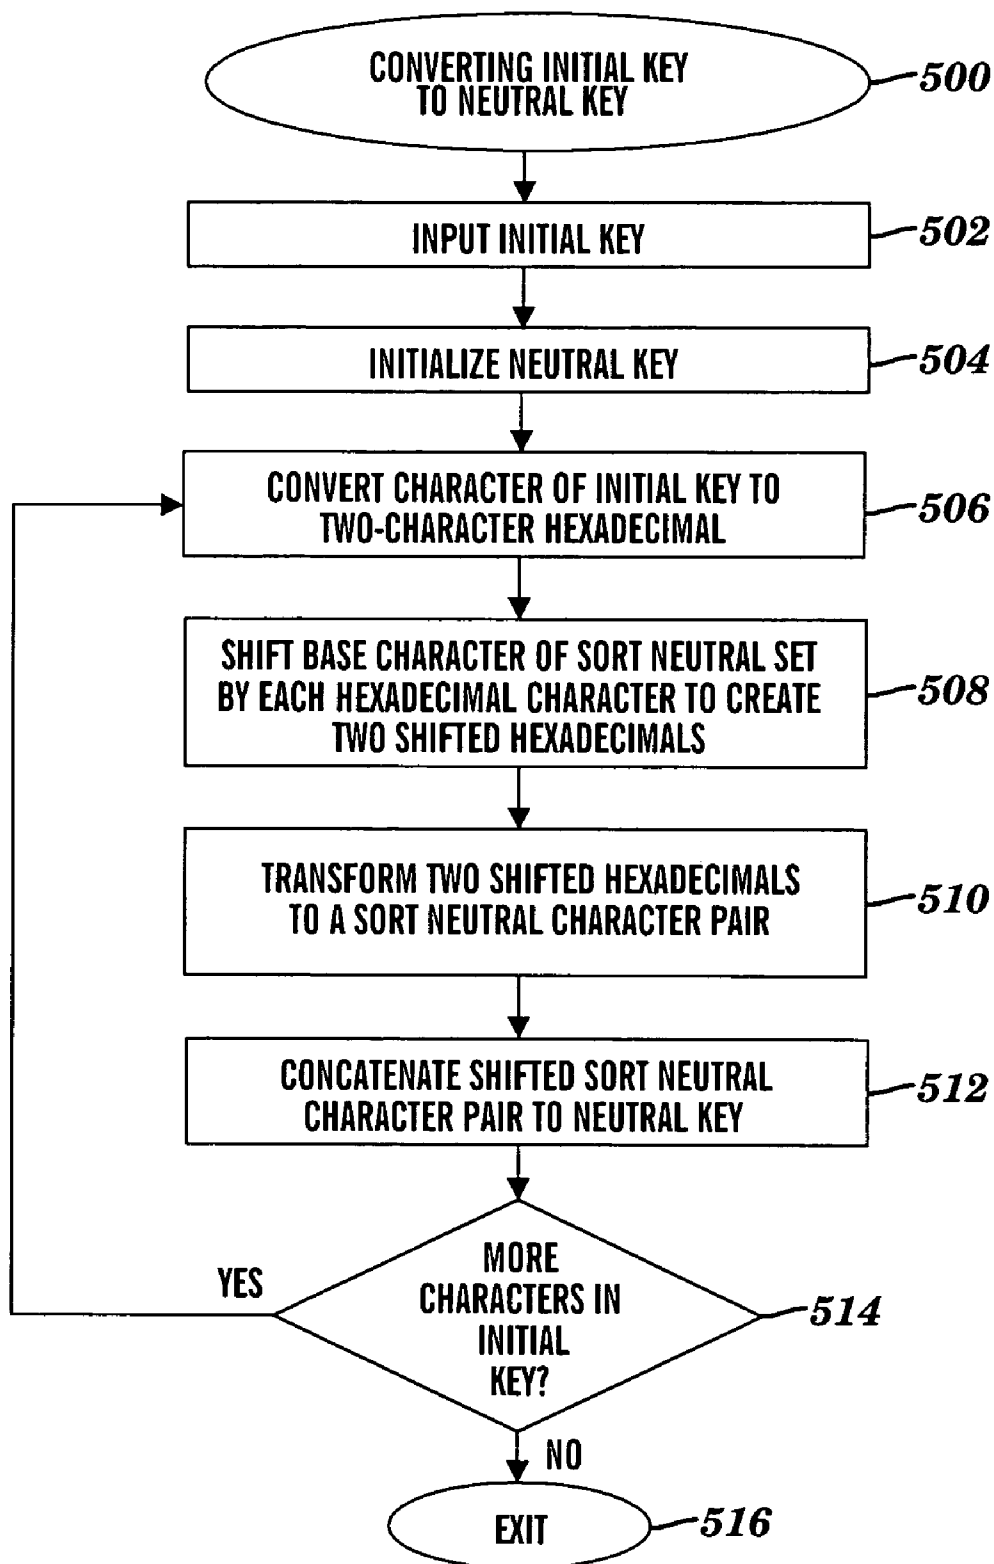 CONVERTING INITIAL KEY
TO NEUTRAL KEY
500
INPUT INITIAL KEY
502
INITIALIZE NEUTRAL KEY
504
CONVERT CHARACTER OF INITIAL KEY TO
TWO-CHARACTER HEXADECIMAL
506
SHIFT BASE CHARACTER OF SORT NEUTRAL SET
BY EACH HEXADECIMAL CHARACTER TO CREATE
TWO SHIFTED HEXADECIMALS
508
TRANSFORM TWO SHIFTED HEXADECIMALS
TO A SORT NEUTRAL CHARACTER PAIR
510
CONCATENATE SHIFTED SORT NEUTRAL
CHARACTER PAIR TO NEUTRAL KEY
512
YES
MORE
CHARACTERS IN
INITIAL
KEY?
514
NO
EXIT
516